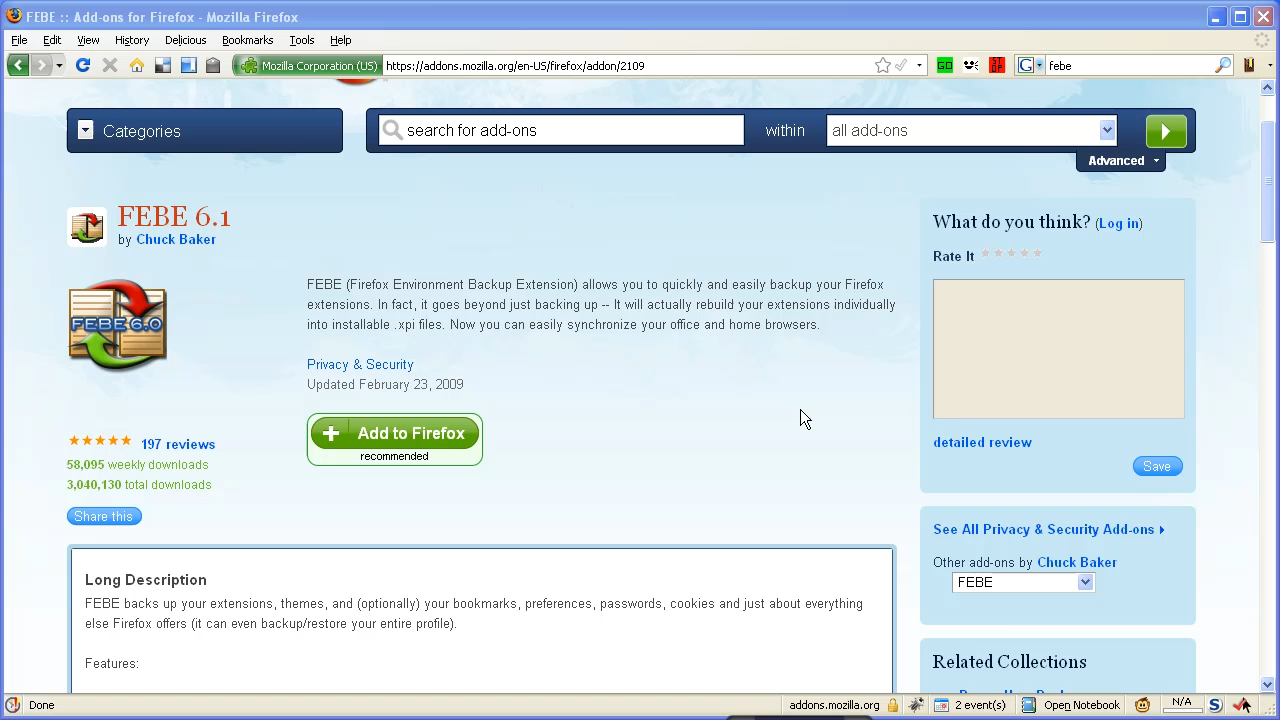 FEBE :: Add-ons for Firefox - Mozilla Firefox
File Edit View History Delicious Bookmarks Tools Help
Mozilla Corporation (US) https://addons.mozilla.org/en-US/firefox/addon/2109 GO febe
Categories search for add-ons within all add-ons
Advanced
FEBE 6.1
by Chuck Baker
FEBE 6.0
FEBE (Firefox Environment Backup Extension) allows you to quickly and easily backup your Firefox
extensions. In fact, it goes beyond just backing up -- It will actually rebuild your extensions individually
into installable .xpi files. Now you can easily synchronize your office and home browsers.
Privacy & Security
Updated February 23, 2009
Add to Firefox
recommended
197 reviews
58,095 weekly downloads
3,040,130 total downloads
Share this
What do you think? (Log in)
Rate It
detailed review
Save
See All Privacy & Security Add-ons
Other add-ons by Chuck Baker
FEBE
Related Collections
Long Description
FEBE backs up your extensions, themes, and (optionally) your bookmarks, preferences, passwords, cookies and just about everything
else Firefox offers (it can even backup/restore your entire profile).
Features:
Done addons.mozilla.org 2 event(s) Open Notebook N/A S